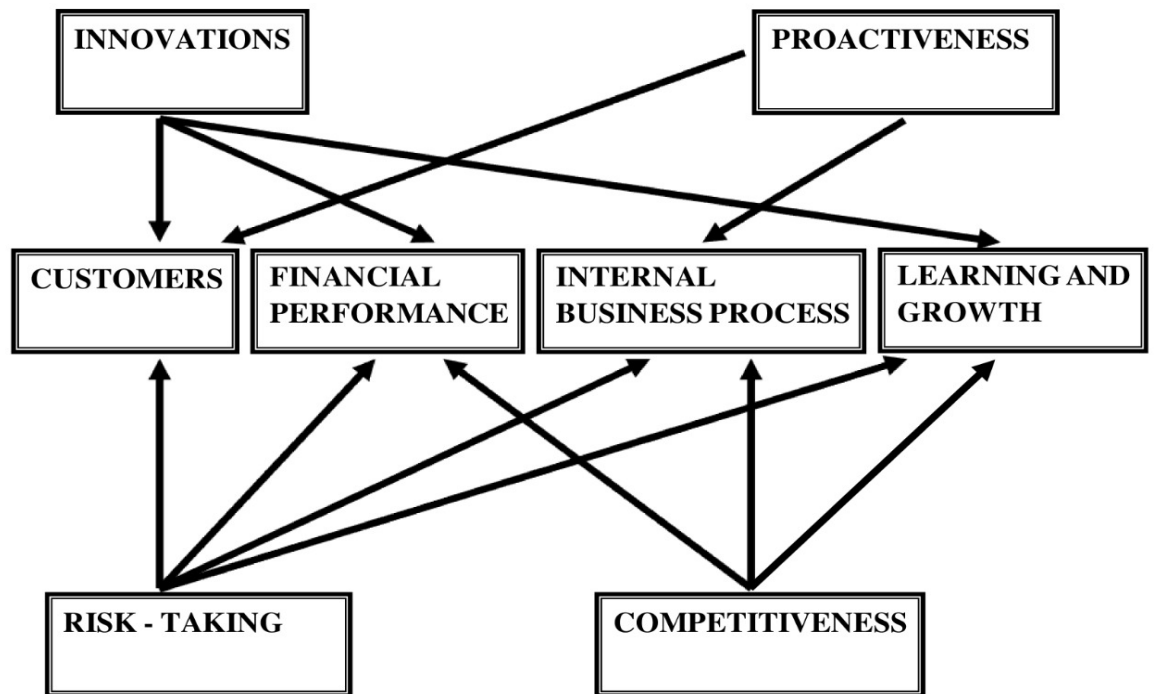 INNOVATIONS
PROACTIVENESS
CUSTOMERS
FINANCIAL
PERFORMANCE
INTERNAL
BUSINESS PROCESS
LEARNING AND
GROWTH
RISK - TAKING
COMPETITIVENESS